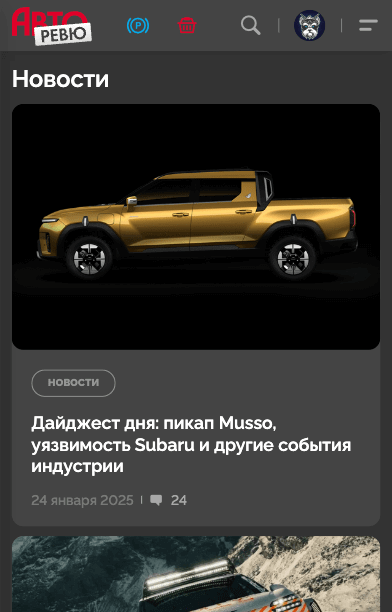 АВТО
РЕВЮ
P
Новости
НОВОСТИ
Дайджест дня: пикап Musso,
уязвимость Subaru и другие события
индустрии
24 января 2025
24